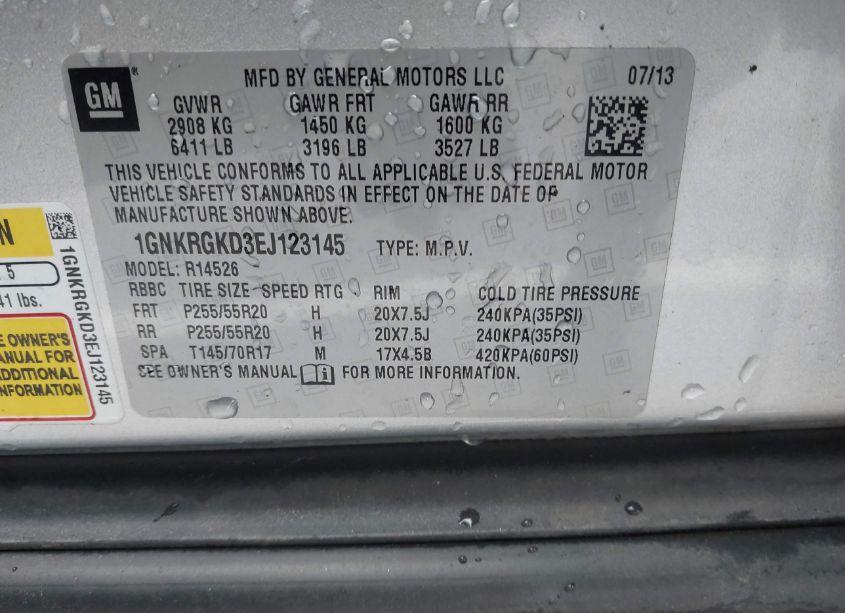 GM
MFD BY GENERAL MOTORS LLC 07/13
GVWR GAWR FRT GAWR RR
2908 KG 1450 KG 1600 KG
6411 LB 3196 LB 3527 LB
THIS VEHICLE CONFORMS TO ALL APPLICABLE U.S. FEDERAL MOTOR
VEHICLE SAFETY STANDARDS IN EFFECT ON THE DATE OF
MANUFACTURE SHOWN ABOVE.
1GNKRGKD3EJ123145 TYPE: M.P.V.
MODEL: R14526
RBBC TIRE SIZE-SPEED RTG RIM COLD TIRE PRESSURE
FRT P255/55R20 H 20X7.5J 240KPA(35PSI)
RR P255/55R20 H 20X7.5J 240KPA(35PSI)
SPA T145/70R17 M 17X4.5B 420KPA(60PSI)
SEE OWNER'S MANUAL FOR MORE INFORMATION.
1GNKRGKD3EJ123145
5
lbs.
OWNER'S
MANUAL FOR
ADDITIONAL
INFORMATION